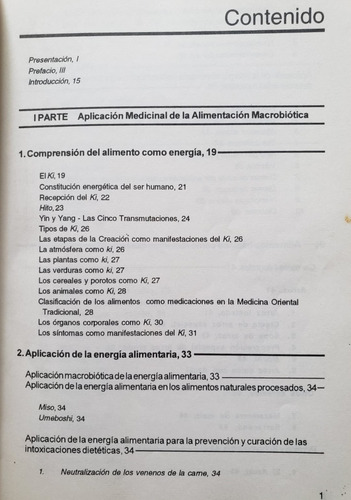 Contenido
Presentación, I
Prefacio, III
Introducción, 15
I PARTE Aplicación Medicinal de la Alimentación Macrobiótica
1. Comprensión del alimento como energía, 19
El Ki, 19
Constitución energética del ser humano, 21
Recepción del Ki, 22
Hito, 23
Yin y Yang - Las Cinco Transmutaciones, 24
Tipos de Ki, 26
Las etapas de la Creación como manifestaciones del Ki, 26
La atmósfera como ki, 26
Las plantas como ki, 27
Las verduras como ki, 27
Los cereales y porotos como Ki, 27
Los animales como Ki, 28
Clasificación de los alimentos como medicaciones en la Medicina Oriental
Tradicional, 28
Los órganos corporales como Ki, 30
Los síntomas como manifestaciones del Ki, 31
2. Aplicación de la energía alimentaria, 33
Aplicación macrobiótica de la energía alimentaria, 33
Aplicación de la energía alimentaria en los alimentos naturales procesados, 34
Miso, 34
Umeboshi, 34
Aplicación de la energía alimentaria para la prevención y curación de las
intoxicaciones dietéticas, 34
1. Neutralización de los venenos de la carne, 34
1